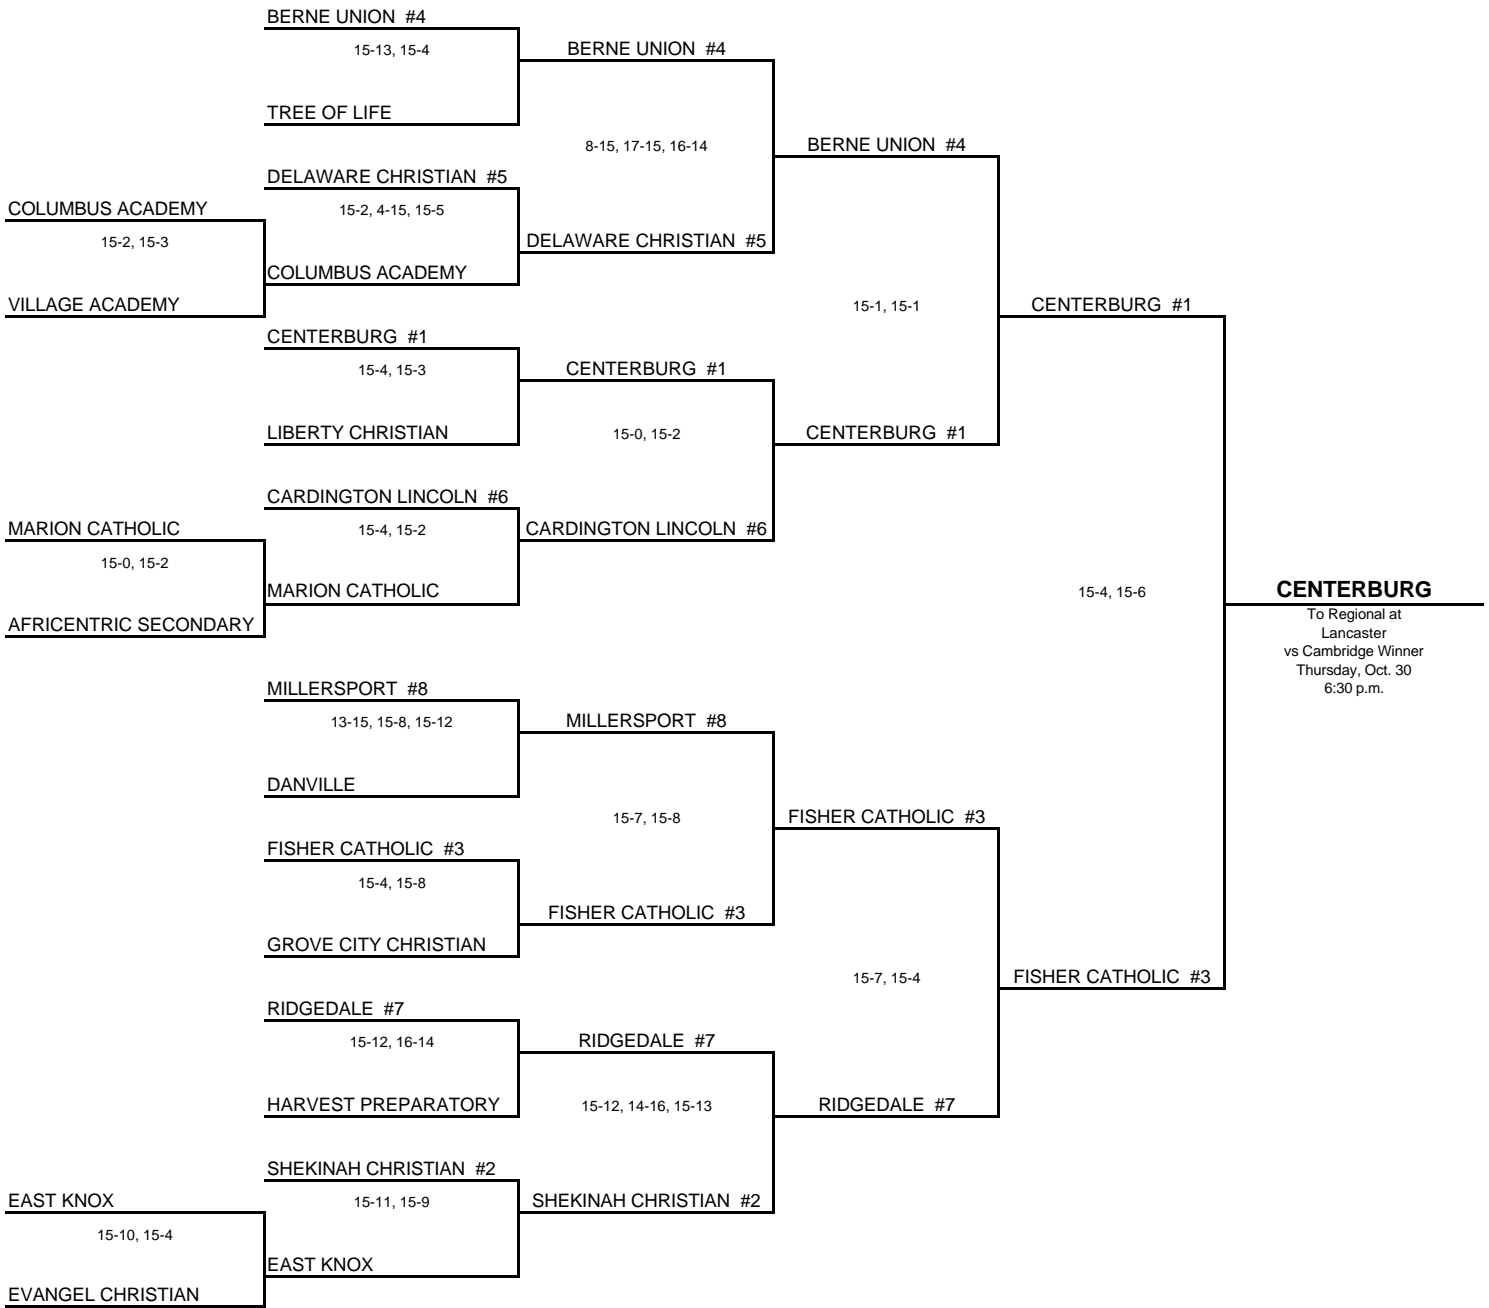 BERNE UNION #4
15-13, 15-4
BERNE UNION #4
TREE OF LIFE
8-15, 17-15, 16-14
BERNE UNION #4
DELAWARE CHRISTIAN #5
COLUMBUS ACADEMY
15-2, 4-15, 15-5
15-2, 15-3
DELAWARE CHRISTIAN #5
COLUMBUS ACADEMY
VILLAGE ACADEMY
15-1, 15-1
CENTERBURG #1
CENTERBURG #1
15-4, 15-3
CENTERBURG #1
LIBERTY CHRISTIAN
15-0, 15-2
CENTERBURG #1
CARDINGTON LINCOLN #6
MARION CATHOLIC
15-4, 15-2
CARDINGTON LINCOLN #6
15-0, 15-2
MARION CATHOLIC
15-4, 15-6
CENTERBURG
To Regional at
Lancaster
vs Cambridge Winner
Thursday, Oct. 30
6:30 p.m.
AFRICENTRIC SECONDARY
MILLERSPORT #8
13-15, 15-8, 15-12
MILLERSPORT #8
DANVILLE
15-7, 15-8
FISHER CATHOLIC #3
FISHER CATHOLIC #3
15-4, 15-8
FISHER CATHOLIC #3
GROVE CITY CHRISTIAN
15-7, 15-4
FISHER CATHOLIC #3
RIDGEDALE #7
15-12, 16-14
RIDGEDALE #7
HARVEST PREPARATORY
15-12, 14-16, 15-13
RIDGEDALE #7
SHEKINAH CHRISTIAN #2
EAST KNOX
15-11, 15-9
SHEKINAH CHRISTIAN #2
15-10, 15-4
EAST KNOX
EVANGEL CHRISTIAN